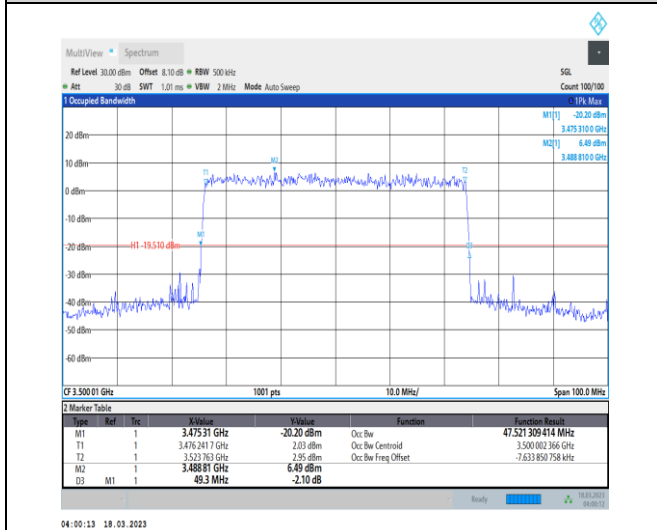 MultiView Spectrum
Ref Level 30.00 dBm Offset 8.10 dB RBW 500 kHz SGL
Att 30 dB SWT 1.01 ms VBW 2 MHz Mode Auto Sweep Count 100/100
1 Occupied Bandwidth 1Pk Max
M1[1] -20.20 dBm
3.475 310 0 GHz
M2[1] 6.49 dBm
3.488 810 0 GHz
20 dBm
10 dBm
M2
T1
T2
0 dBm
-10 dBm
M1
-20 dBm H1 -19.510 dBm
-30 dBm
-40 dBm
-50 dBm
-60 dBm
CF 3.500 01 GHz 1001 pts 10.0 MHz/ Span 100.0 MHz
2 Marker Table
Type Ref Trc X-Value Y-Value Function Function Result
M1 1 3.475 31 GHz -20.20 dBm Occ Bw 47.521 309 414 MHz
T1 1 3.476 241 7 GHz 2.03 dBm Occ Bw Centroid 3.500 002 366 GHz
T2 1 3.523 763 GHz 2.95 dBm Occ Bw Freq Offset -7.633 850 758 kHz
M2 1 3.488 81 GHz 6.49 dBm
D3 M1 1 49.3 MHz -2.10 dB
Ready 18.03.2023
04:00:12
04:00:13 18.03.2023